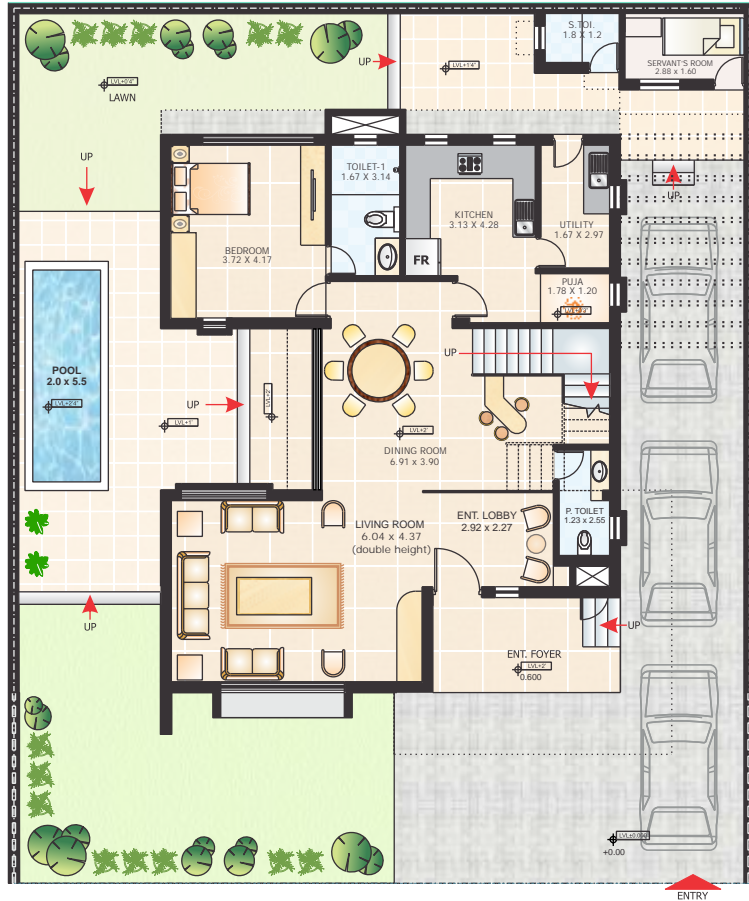 S.TOI.
1.8 X 1.2
SERVANT'S ROOM
2.88 x 1.60
UP
LVL+1'4"
LVL+0'4"
LAWN
UP
TOILET-1
1.67 X 3.14
KITCHEN
3.13 X 4.28
UTILITY
1.67 X 2.97
UP
BEDROOM
3.72 X 4.17
FR
PUJA
1.78 X 1.20
UP
POOL
2.0 x 5.5
LVL+2'4"
UP
LVL+2"
LVL+1"
LVL+2"
DINING ROOM
6.91 x 3.90
LIVING ROOM
6.04 x 4.37
(double height)
ENT. LOBBY
2.92 x 2.27
P. TOILET
1.23 x 2.55
UP
UP
ENT. FOYER
LVL+2"
0.600
+0.00
ENTRY